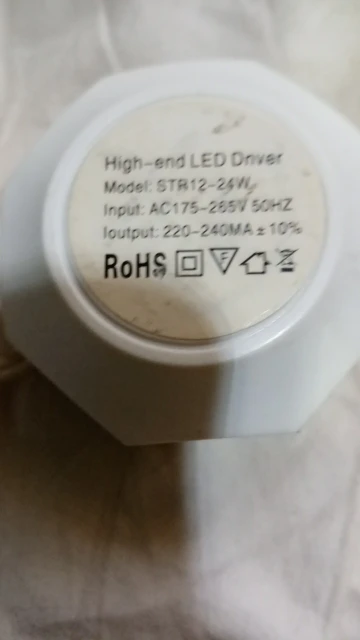 High-end LED Driver
Model: STR12-24W
Input: AC175-265V 50HZ
Ioutput: 220-240MA ± 10%
RoHS F